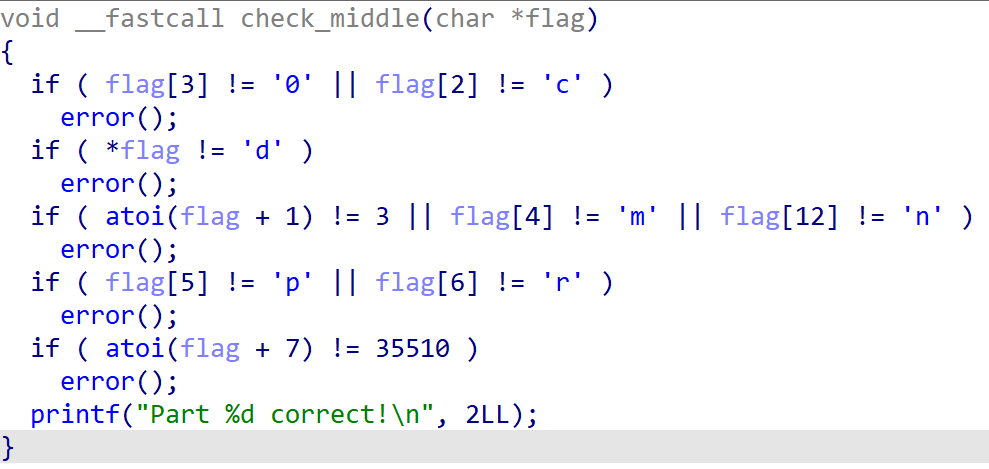 void __fastcall check_middle(char *flag)
{
  if ( flag[3] != '0' || flag[2] != 'c' )
    error();
  if ( *flag != 'd' )
    error();
  if ( atoi(flag + 1) != 3 || flag[4] != 'm' || flag[12] != 'n' )
    error();
  if ( flag[5] != 'p' || flag[6] != 'r' )
    error();
  if ( atoi(flag + 7) != 35510 )
    error();
  printf("Part %d correct!\n", 2LL);
}